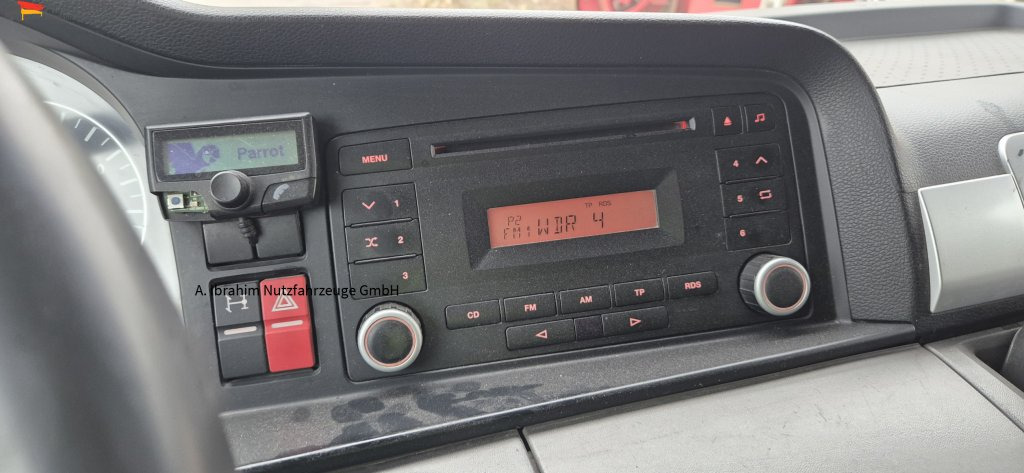 Parrot
MENU
1
2
3
4
5
6
TP RDS
P2
FM1 WDR 4
CD
FM
AM
TP
RDS
A. Ibrahim Nutzfahrzeuge GmbH